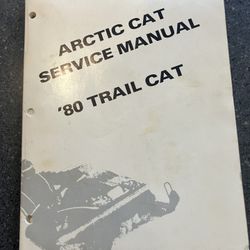 ARCTIC CAT
SERVICE MANUAL
'80 TRAIL CAT